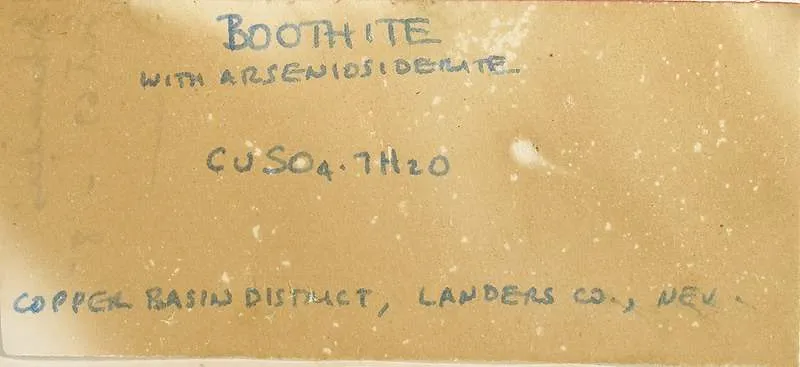 BOOTHITE
WITH ARSENIOSIDERITE
CUSO4·7H2O
COPPER BASIN DISTRICT, LANDERS CO., NEV.